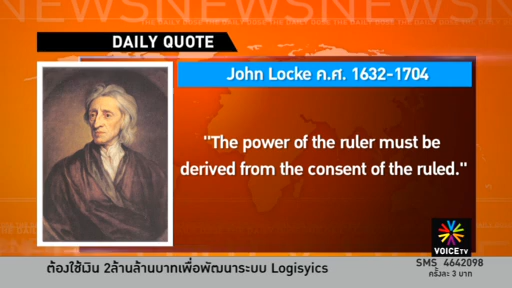 NEWSNEWSNEWSNEWS
DAILY QUOTE
John Locke ค.ศ. 1632-1704
"The power of the ruler must be
derived from the consent of the ruled."
VOICETV
ต้องใช้เงิน 2ล้านล้านบาทเพื่อพัฒนาระบบ Logisyics
SMS 4642098
ครั้งละ 3 บาท